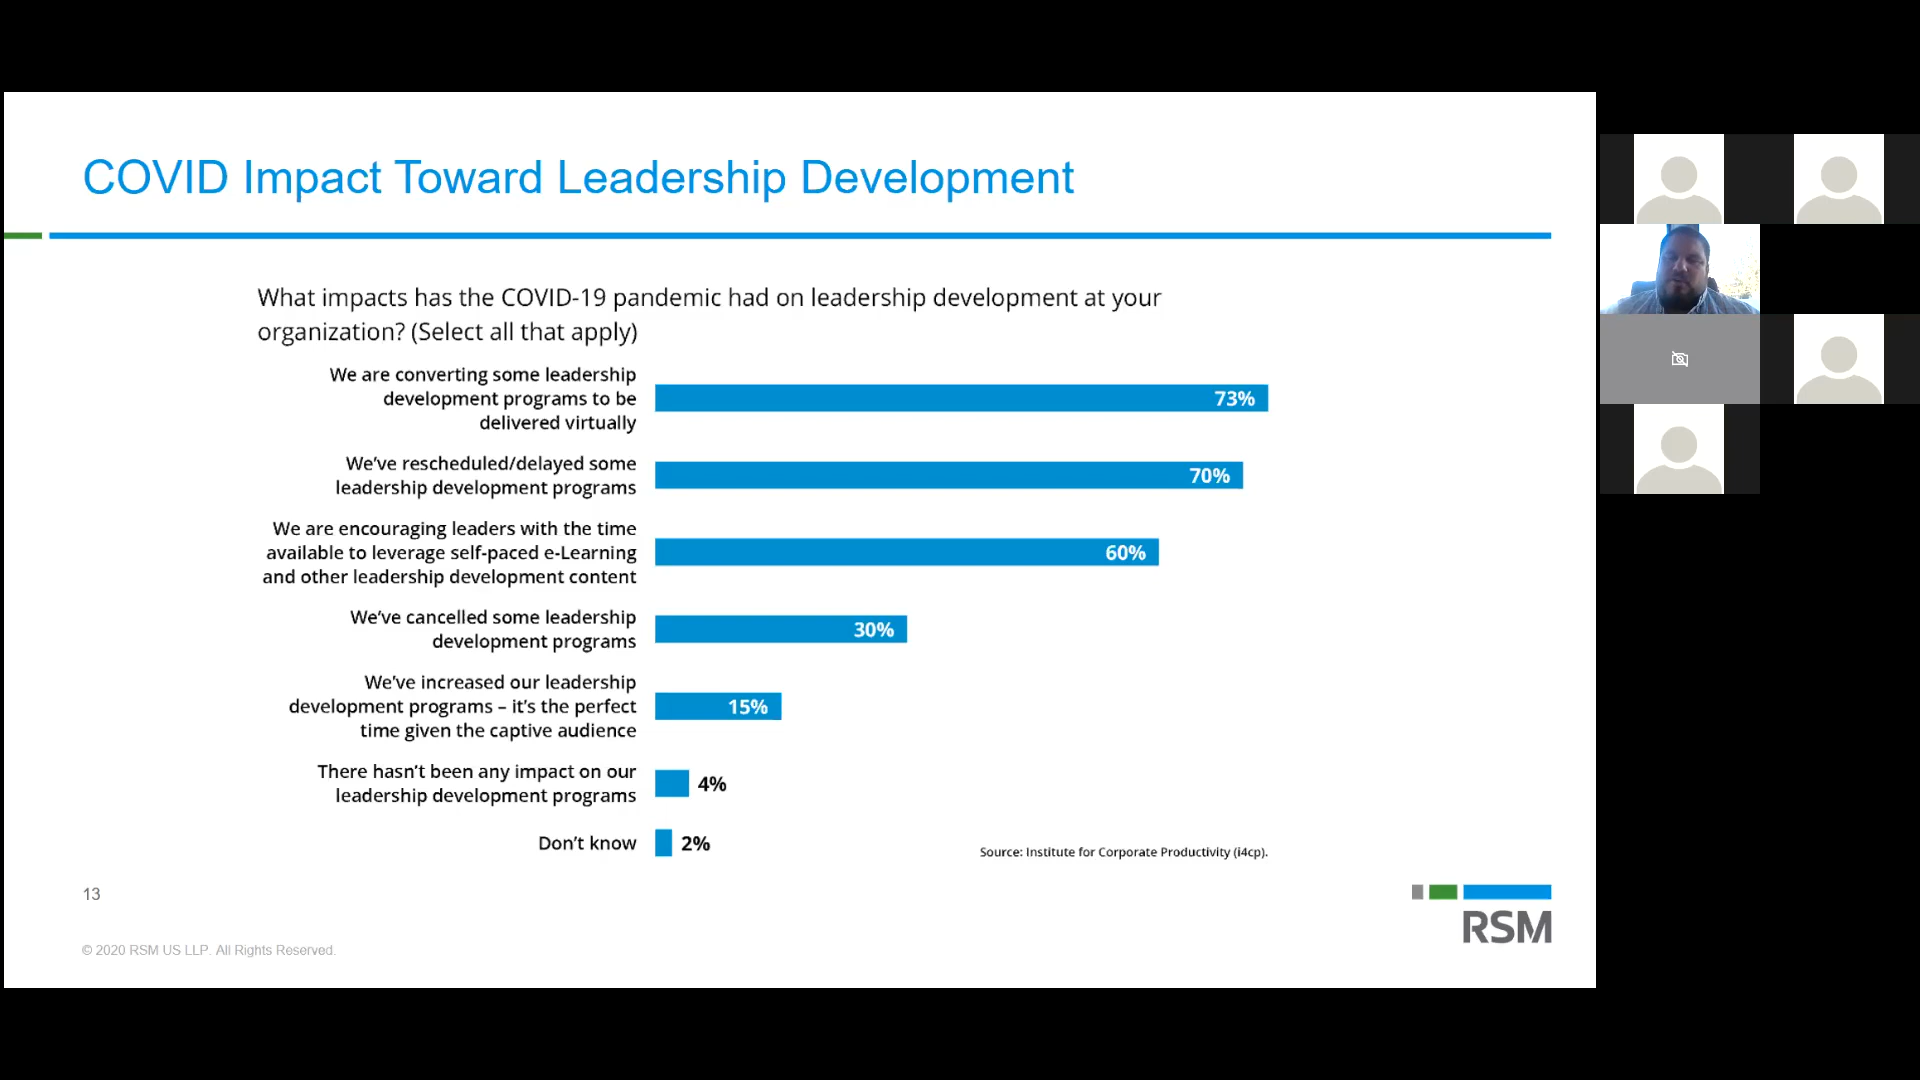 COVID Impact Toward Leadership Development
What impacts has the COVID-19 pandemic had on leadership development at your
organization? (Select all that apply)
We are converting some leadership
development programs to be
delivered virtually
73%
We’ve rescheduled/delayed some
leadership development programs
70%
We are encouraging leaders with the time
available to leverage self-paced e-Learning
and other leadership development content
60%
We’ve cancelled some leadership
development programs
30%
We’ve increased our leadership
development programs – it’s the perfect
time given the captive audience
15%
There hasn’t been any impact on our
leadership development programs
4%
Don’t know
2%
Source: Institute for Corporate Productivity (i4cp).
13
RSM
© 2020 RSM US LLP. All Rights Reserved.